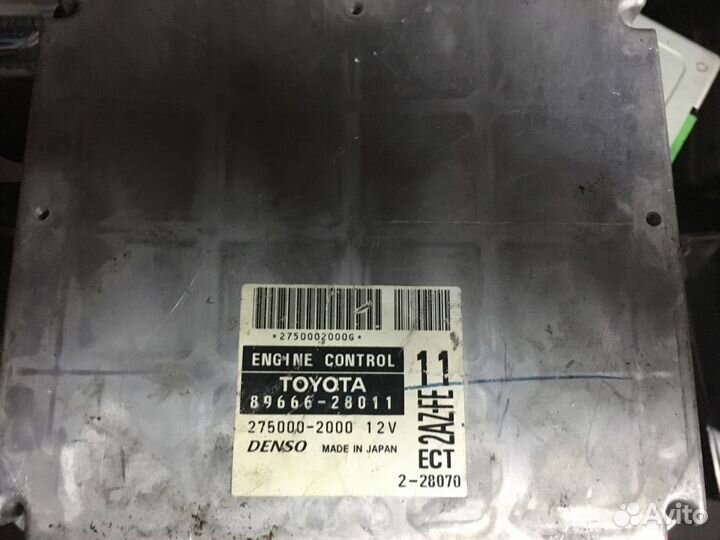 *2750002000G*
ENGINE CONTROL
TOYOTA
89666-28011
275000-2000 12V
DENSO MADE IN JAPAN
11
2AZ-FE
ECT
2-28070
Avito